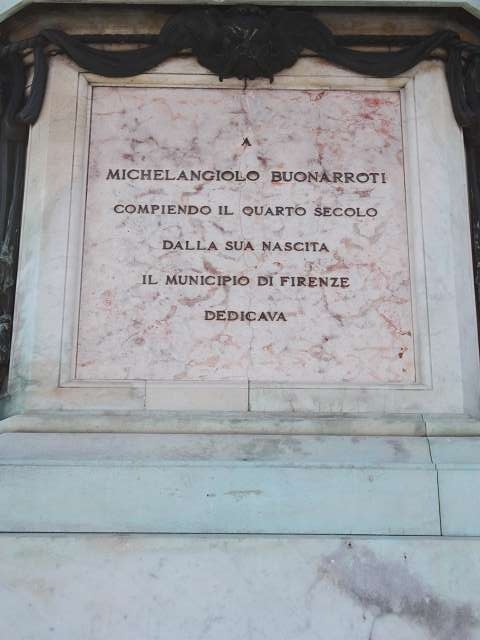 A
MICHELANGIOLO BUONARROTI
COMPIENDO IL QUARTO SECOLO
DALLA SUA NASCITA
IL MUNICIPIO DI FIRENZE
DEDICAVA